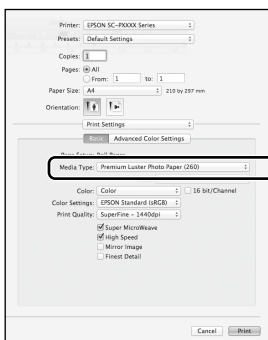 Printer: EPSON SC-PXXXX Series
Presets: Default Settings
Copies: 1
Pages: All
From: 1 to: 1
Paper Size: A4 210 by 297 mm
Orientation:
Print Settings
Basic Advanced Color Settings
Page Setup: Roll Paper
Media Type: Premium Luster Photo Paper (260)
Color: Color 16 bit/Channel
Color Settings: EPSON Standard (sRGB)
Print Quality: SuperFine - 1440dpi
Super MicroWeave
High Speed
Mirror Image
Finest Detail
Cancel Print